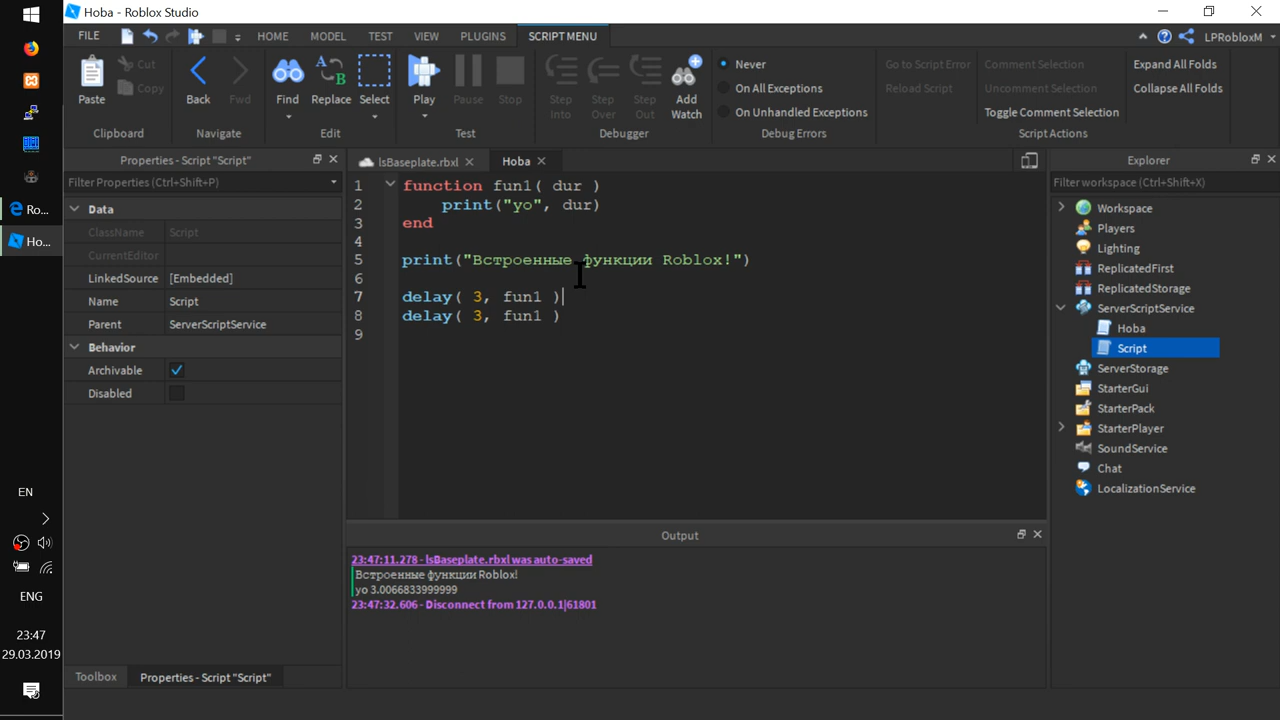 Hoba - Roblox Studio
FILE HOME MODEL TEST VIEW PLUGINS SCRIPT MENU LPRobloxM
Paste Cut Copy Clipboard
Back Fwd Navigate
Find Replace Select Edit
Play Pause Stop Test
Step Into Step Over Step Out Add Watch Debugger
Never
On All Exceptions
On Unhandled Exceptions
Debug Errors
Go to Script Error
Reload Script
Comment Selection
Uncomment Selection
Toggle Comment Selection
Expand All Folds
Collapse All Folds
Script Actions
Properties - Script "Script"
Filter Properties (Ctrl+Shift+P)
Data
ClassName Script
CurrentEditor
LinkedSource [Embedded]
Name Script
Parent ServerScriptService
Behavior
Archivable
Disabled
Toolbox Properties - Script "Script"
lsBaseplate.rbxl Hoba
1 function fun1( dur )
2 print("yo", dur)
3 end
4
5 print("Встроенные функции Roblox!")
6
7 delay( 3, fun1 )
8 delay( 3, fun1 )
9
Output
23:47:11.278 - lsBaseplate.rbxl was auto-saved
Встроенные функции Roblox!
yo 3.0066833999999
23:47:32.606 - Disconnect from 127.0.0.1|61801
Explorer
Filter workspace (Ctrl+Shift+X)
Workspace
Players
Lighting
ReplicatedFirst
ReplicatedStorage
ServerScriptService
Hoba
Script
ServerStorage
StarterGui
StarterPack
StarterPlayer
SoundService
Chat
LocalizationService
Ro...
Ho...
EN
ENG
23:47
29.03.2019